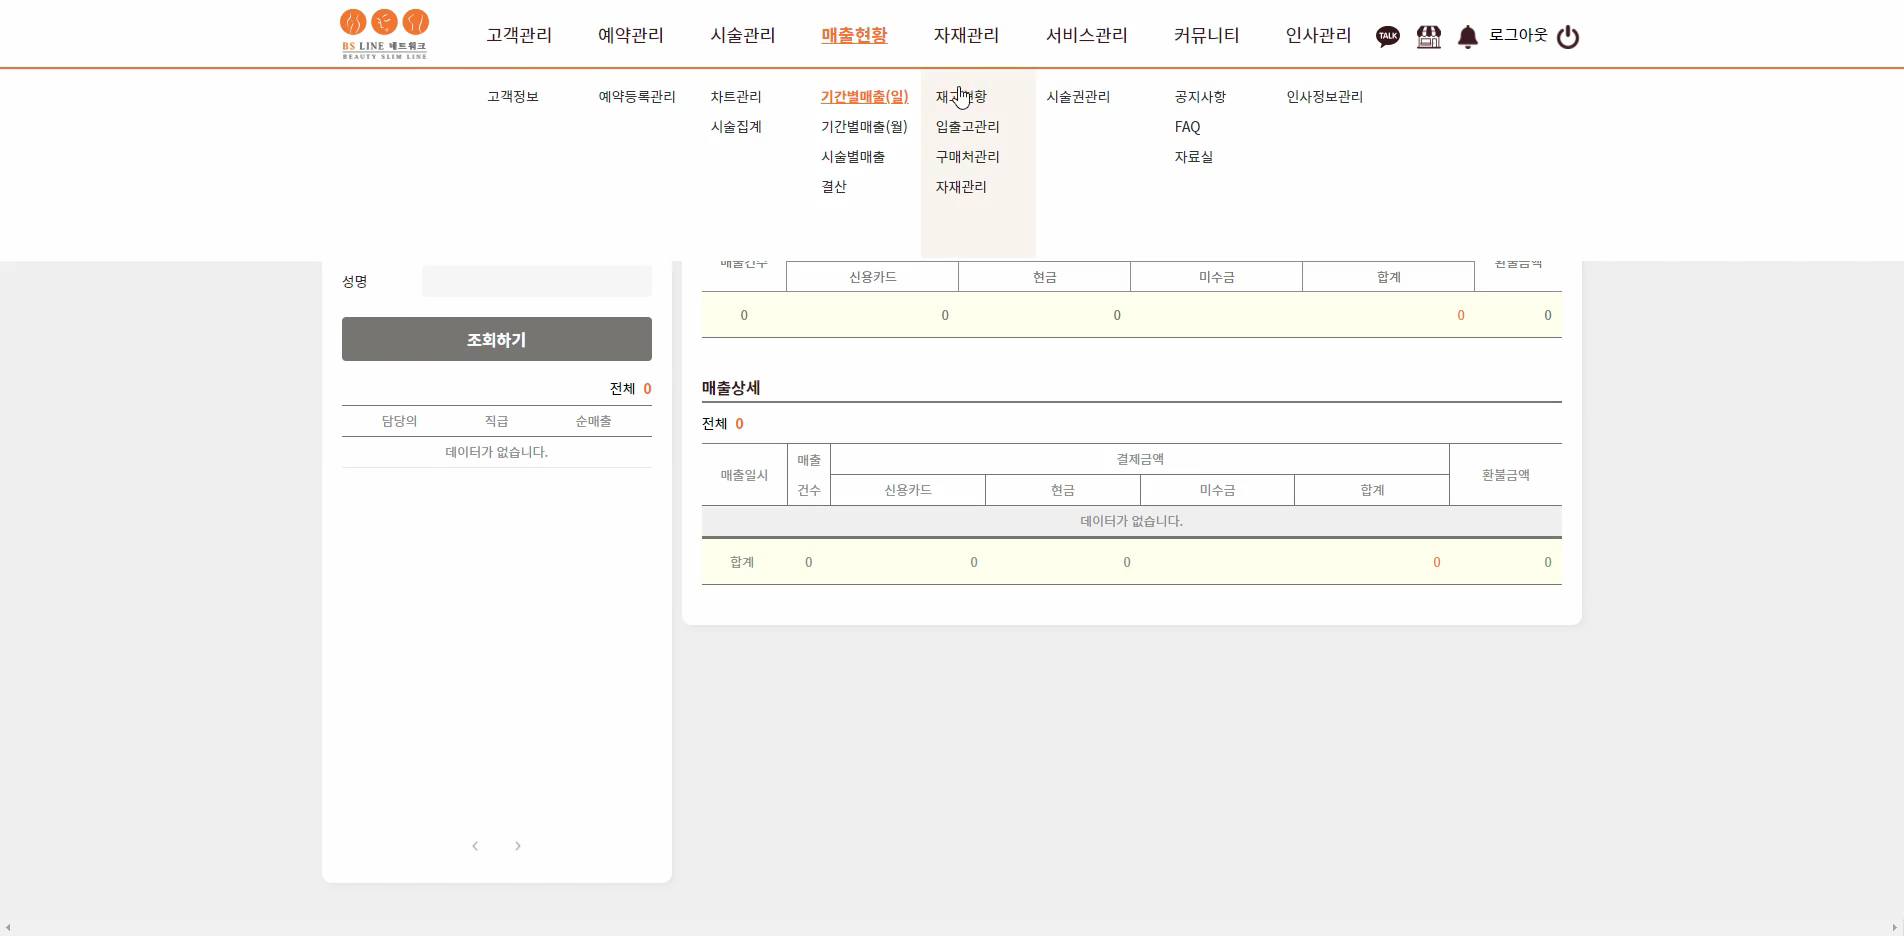 BS LINE 네트워크
BEAUTY SLIM LINE
고객관리 예약관리 시술관리 매출현황 자재관리 서비스관리 커뮤니티 인사관리 TALK 로그아웃
고객정보 예약등록관리 차트관리 기간별매출(일) 재고현황 시술권관리 공지사항 인사정보관리
시술집계 기간별매출(월) 입출고관리 FAQ
시술별매출 구매처관리 자료실
결산 자재관리
매출건수 환불금액
성명 신용카드 현금 미수금 합계
0 0 0 0 0
조회하기
전체 0
매출상세
전체 0
담당의 직급 순매출
데이터가 없습니다.
매출일시 매출건수 결제금액 환불금액
신용카드 현금 미수금 합계
데이터가 없습니다.
합계 0 0 0 0 0